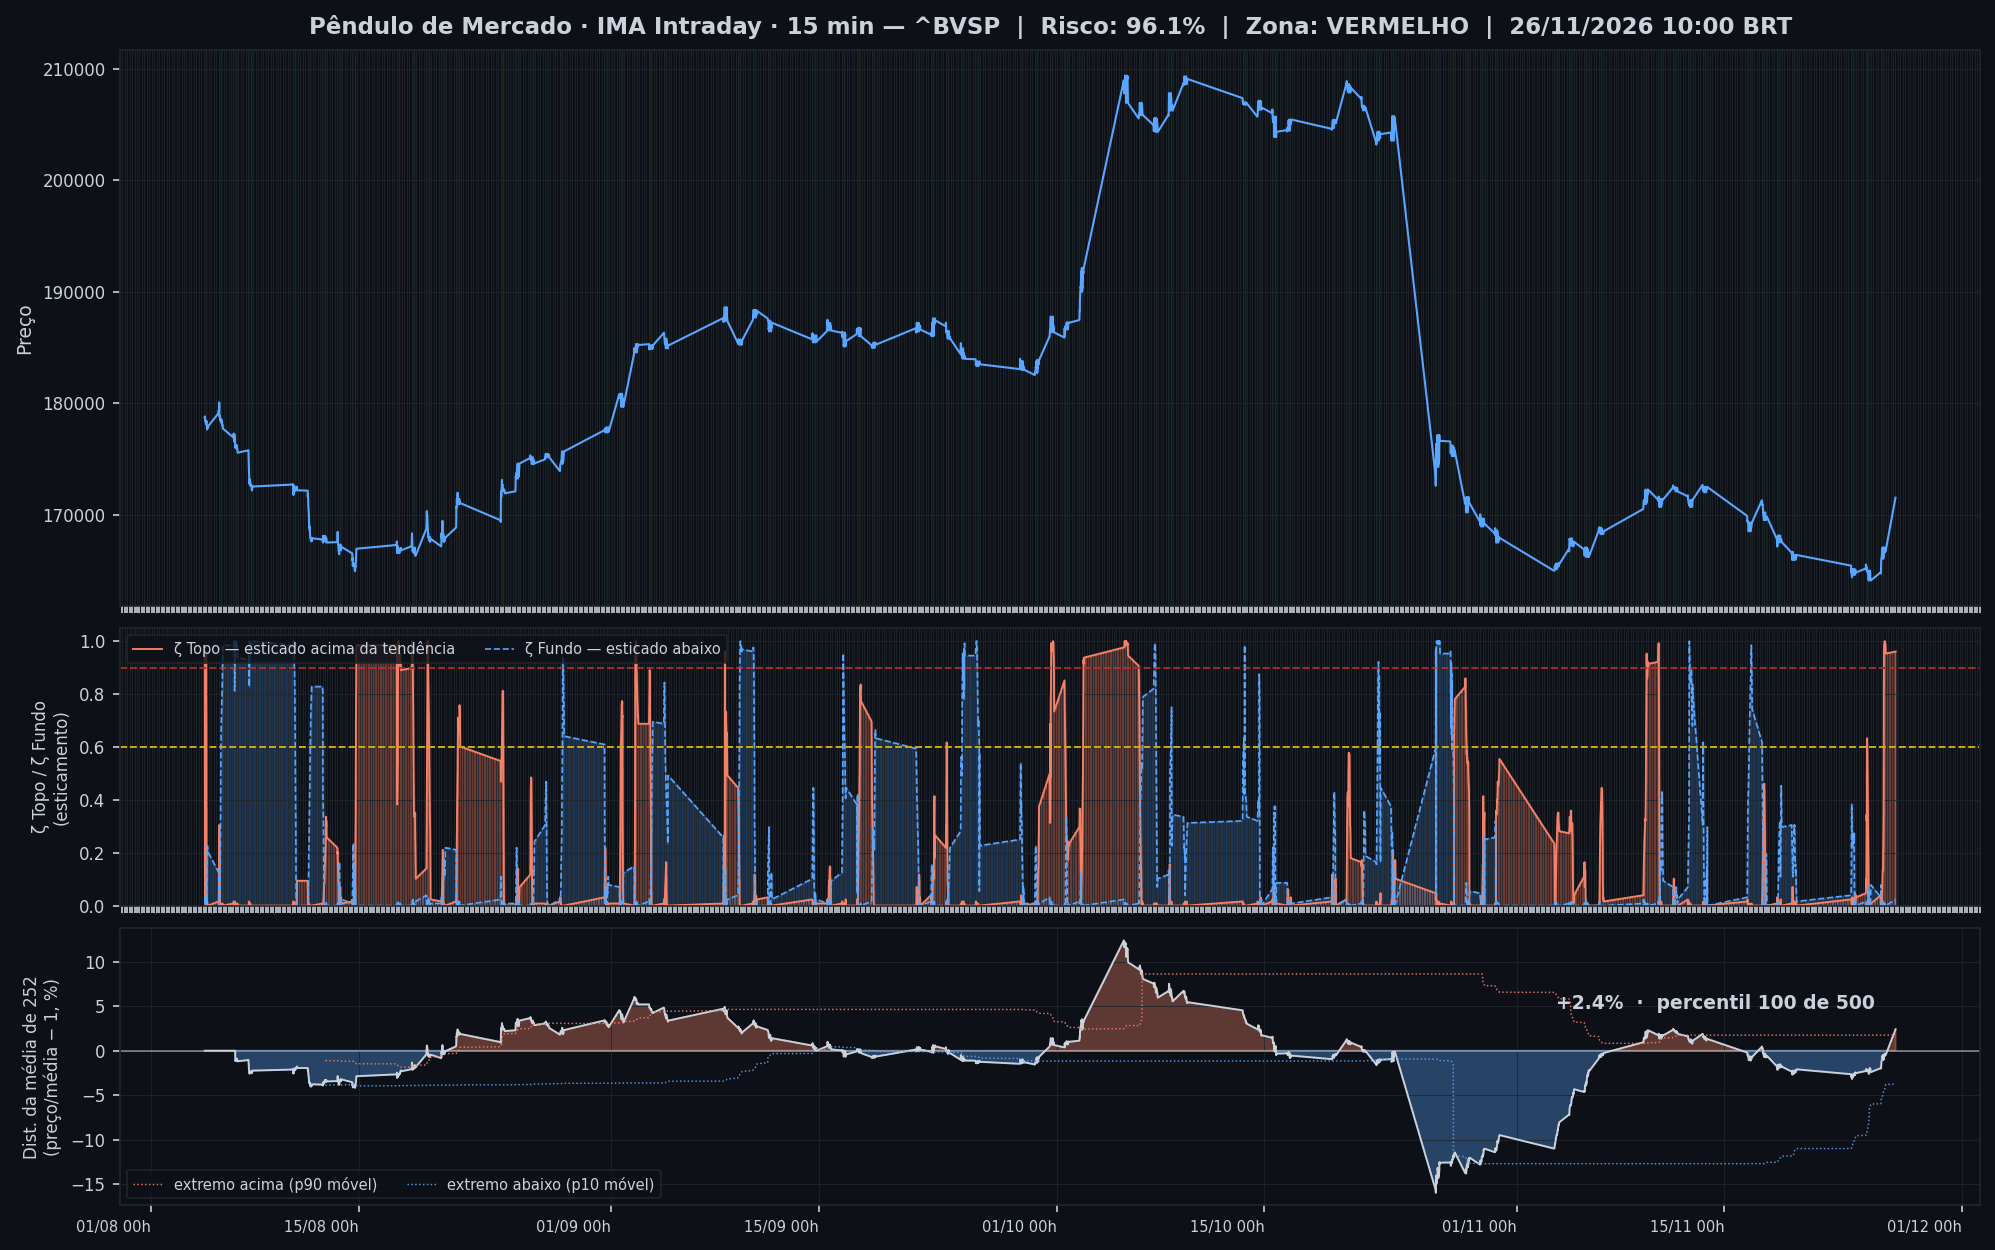 Pêndulo de Mercado · IMA Intraday · 15 min — ^BVSP | Risco: 96.1% | Zona: VERMELHO | 26/11/2026 10:00 BRT
210000
200000
190000
180000
170000
Preço
ζ Topo — esticado acima da tendência
ζ Fundo — esticado abaixo
1.0
0.8
0.6
0.4
0.2
0.0
ζ Topo / ζ Fundo
(esticamento)
+2.4% · percentil 100 de 500
10
5
0
−5
−10
−15
Dist. da média de 252
(preço/média − 1, %)
extremo acima (p90 móvel)
extremo abaixo (p10 móvel)
01/08 00h
15/08 00h
01/09 00h
15/09 00h
01/10 00h
15/10 00h
01/11 00h
15/11 00h
01/12 00h